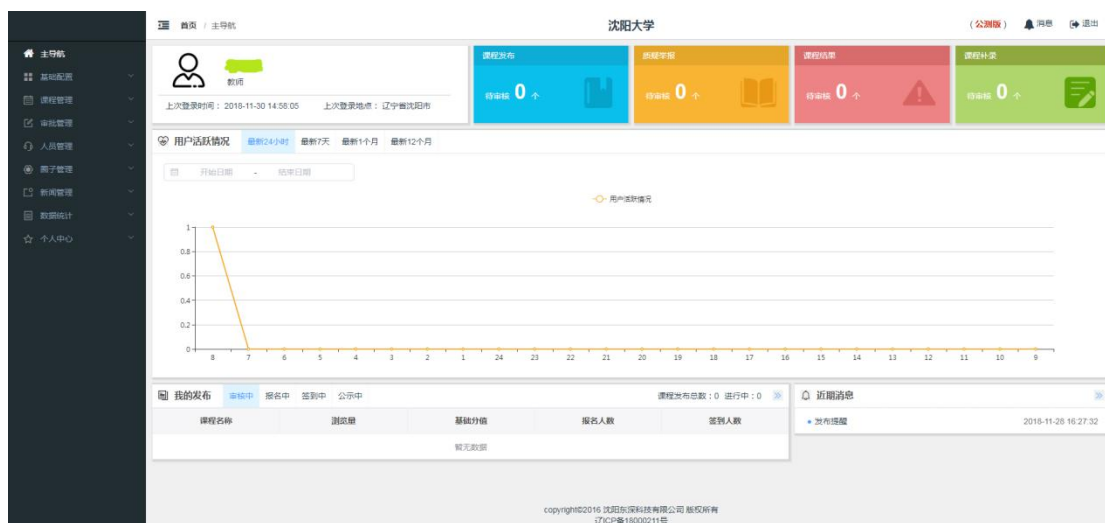 首页 / 主导航
沈阳大学
(公测版) 消息 退出
主导航
基础配置
课程管理
审批管理
人员管理
圈子管理
新闻管理
数据统计
个人中心
教师
上次登录时间： 2018-11-30 14:58:05 上次登录地点： 辽宁省沈阳市
课程发布
待审核 0 个
质疑举报
待审核 0 个
课程结果
待审核 0 个
课程补录
待审核 0 个
用户活跃情况 最新24小时 最新7天 最新1个月 最新12个月
开始日期 - 结束日期
用户活跃情况
1
0.8
0.6
0.4
0.2
0
8 7 6 5 4 3 2 1 24 23 22 21 20 19 18 17 16 15 14 13 12 11 10 9
我的发布 审核中 报名中 签到中 公示中 课程发布总数：0 进行中：0
课程名称 浏览量 基础分值 报名人数 签到人数
暂无数据
近期消息
发布提醒 2018-11-28 16:27:32
copyright©2016 沈阳东深科技有限公司 版权所有
辽ICP备18000211号